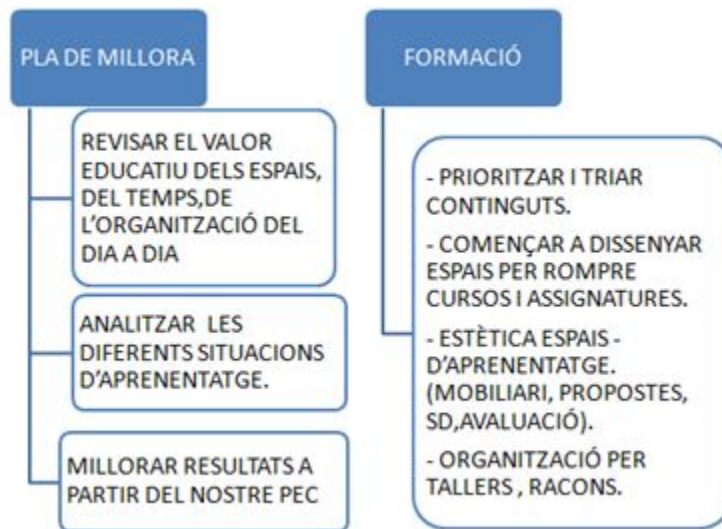 PLA DE MILLORA
REVISAR EL VALOR
EDUCATIU DELS ESPAIS,
DEL TEMPS,DE
L'ORGANITZACIÓ DEL
DIA A DIA
ANALITZAR LES
DIFERENTS SITUACIONS
D'APRENENTATGE.
MILLORAR RESULTATS A
PARTIR DEL NOSTRE PEC
FORMACIÓ
- PRIORITZAR I TRIAR
CONTINGUTS.
- COMENÇAR A DISSENYAR
ESPAIS PER ROMPRE
CURSOS I ASSIGNATURES.
- ESTÈTICA ESPAIS -
D'APRENENTATGE.
(MOBILIARI, PROPOSTES,
SD,AVALUACIÓ).
- ORGANITZACIÓ PER
TALLERS , RACONS.